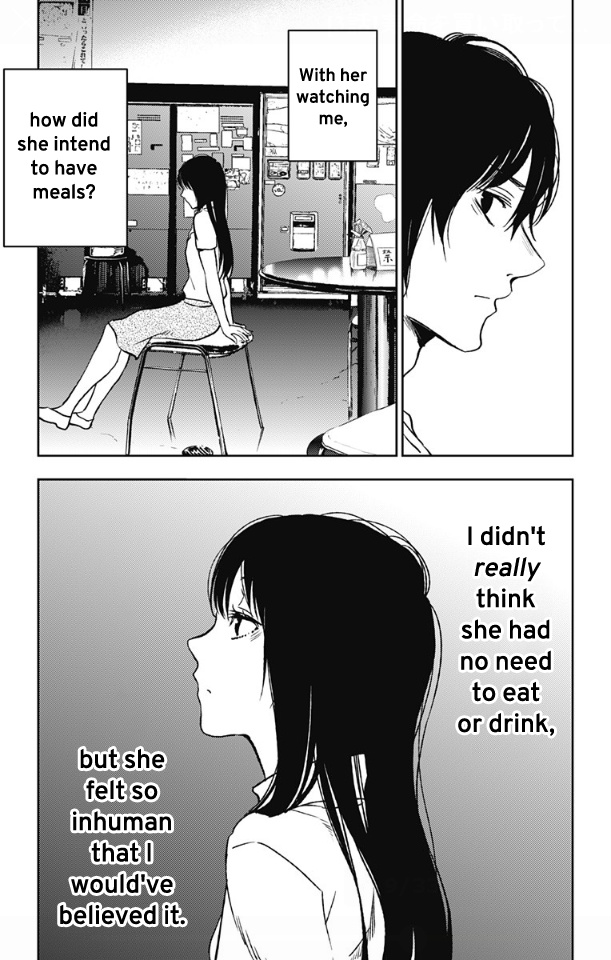 With her
watching
me,
how did
she intend
to have
meals?
I didn't
really
think
she had
no need
to eat
or drink,
but she
felt so
inhuman
that I
would've
believed it.